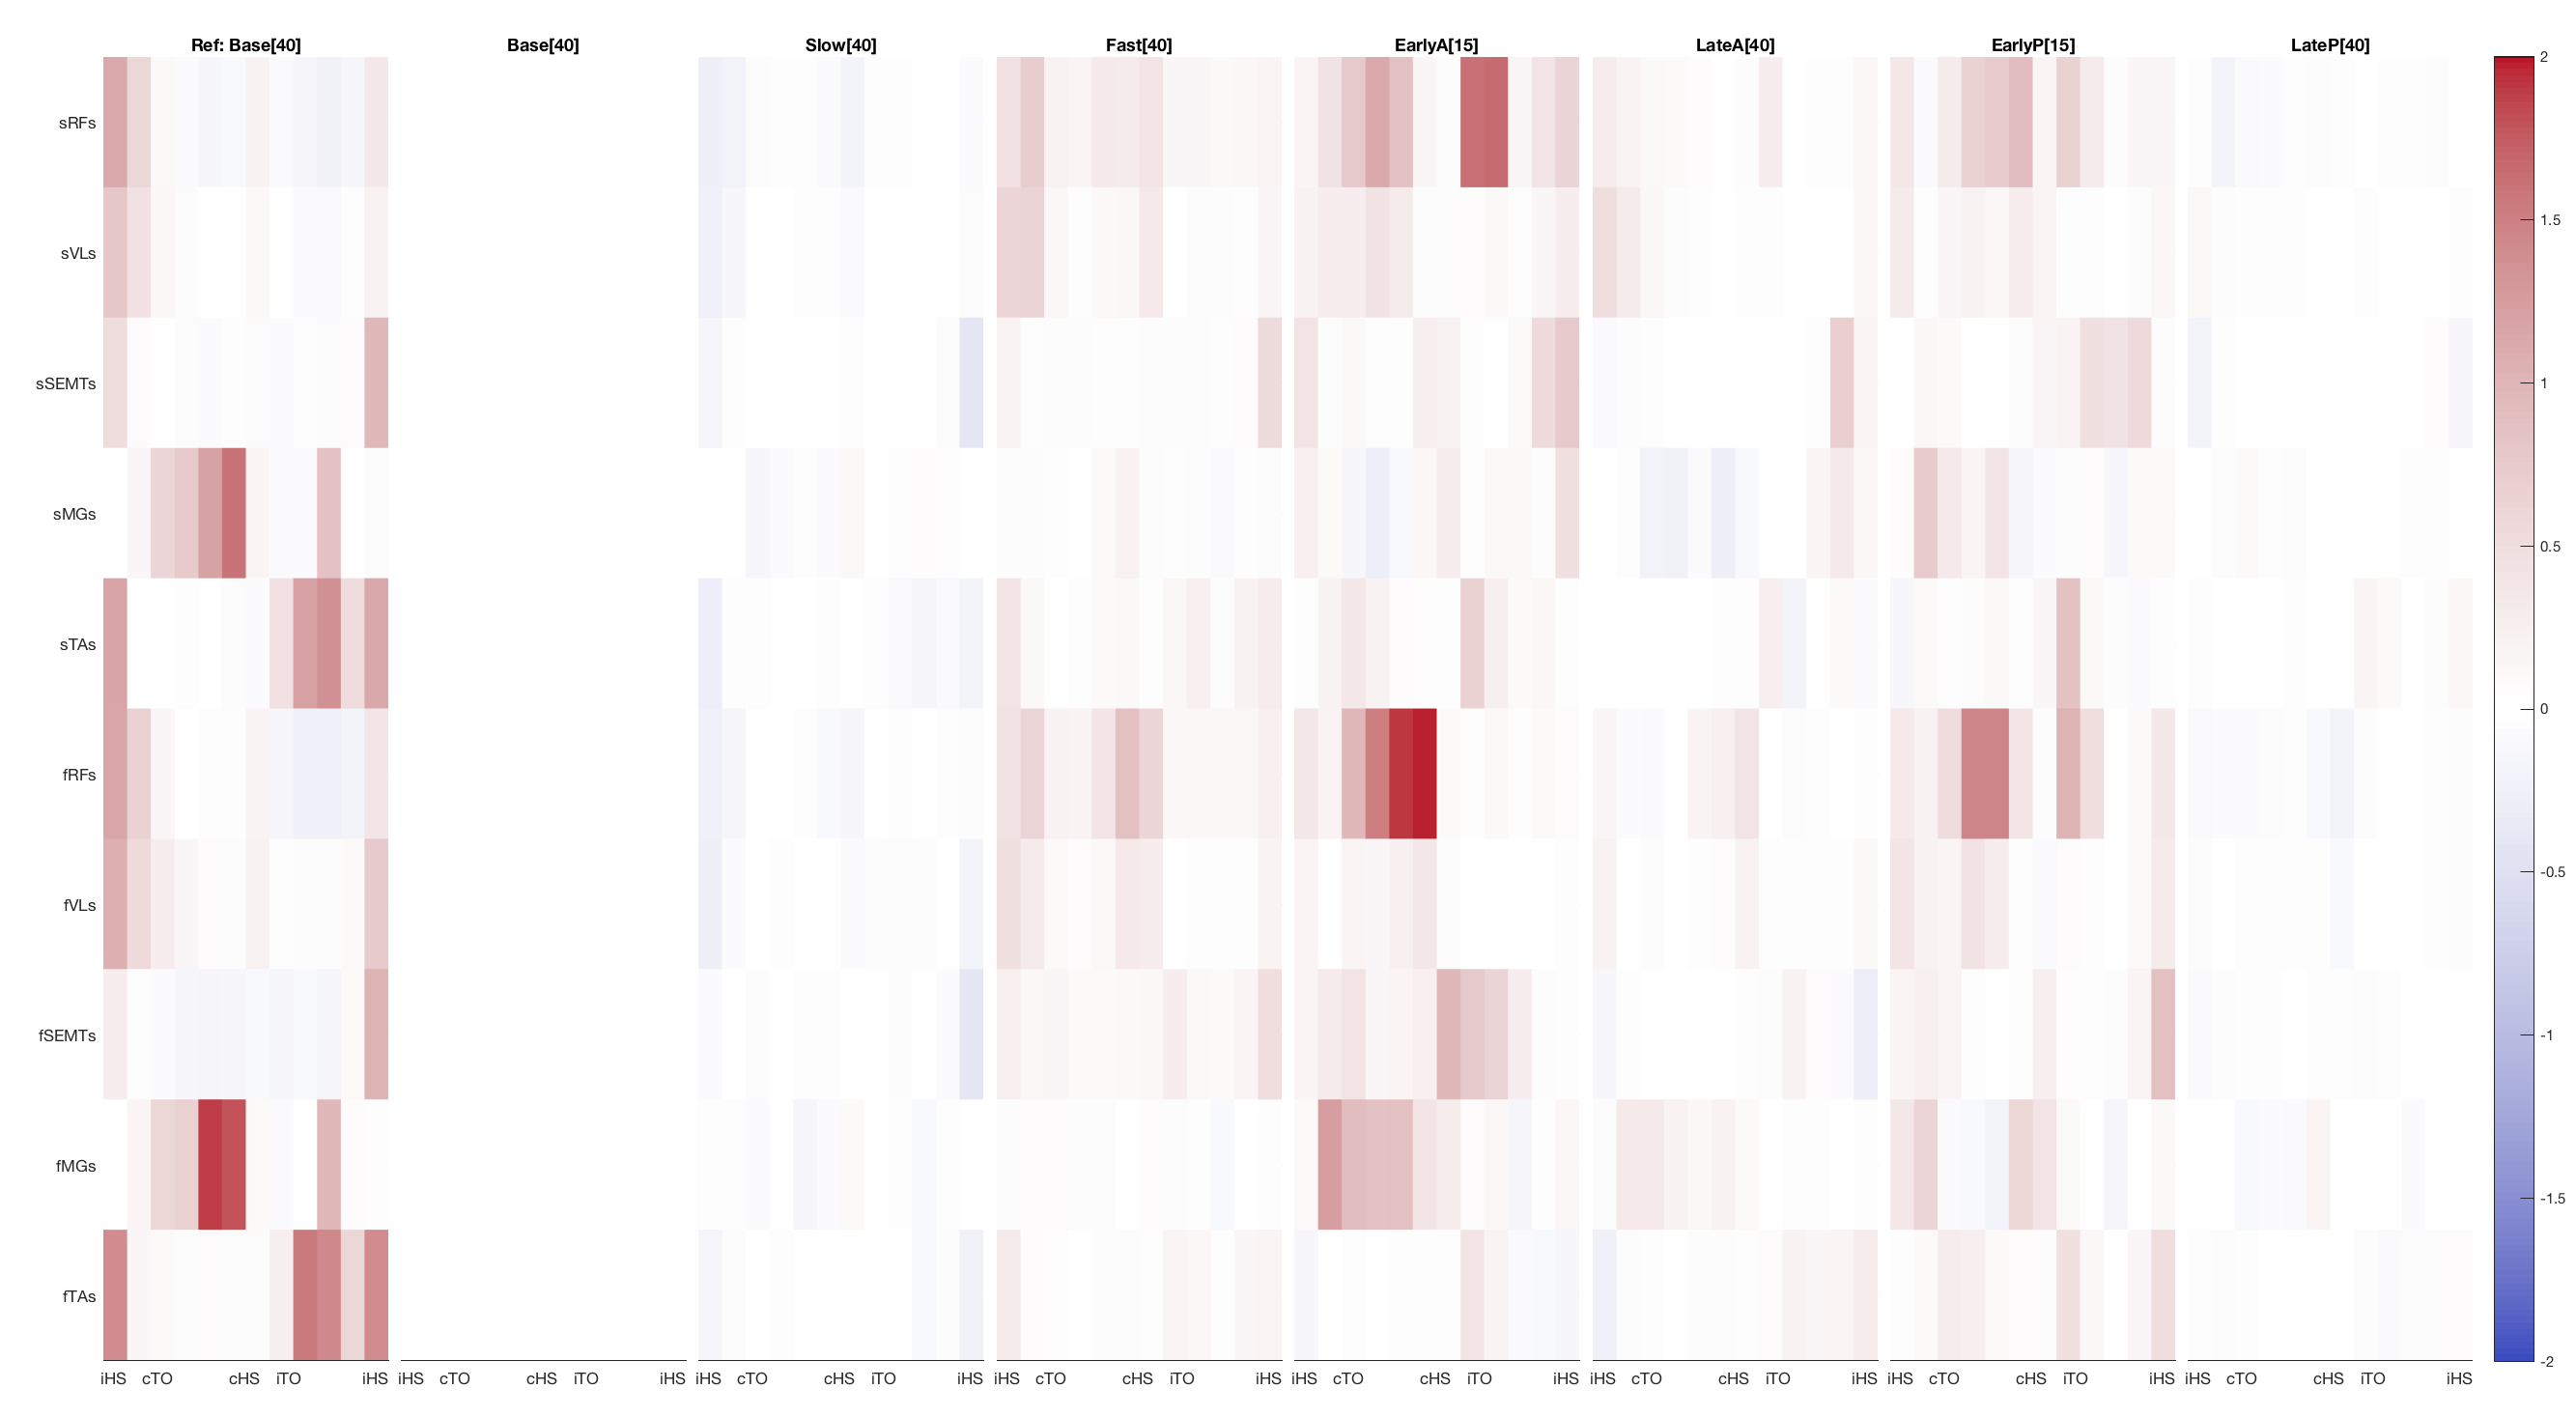 Ref: Base[40] Base[40] Slow[40] Fast[40] EarlyA[15] LateA[40] EarlyP[15] LateP[40]
sRFs
sVLs
sSEMTs
sMGs
sTAs
fRFs
fVLs
fSEMTs
fMGs
fTAs
iHS cTO cHS iTO iHS iHS cTO cHS iTO iHS iHS cTO cHS iTO iHS iHS cTO cHS iTO iHS iHS cTO cHS iTO iHS iHS cTO cHS iTO iHS iHS cTO cHS iTO iHS iHS cTO cHS iTO iHS
2
1.5
1
0.5
0
-0.5
-1
-1.5
-2